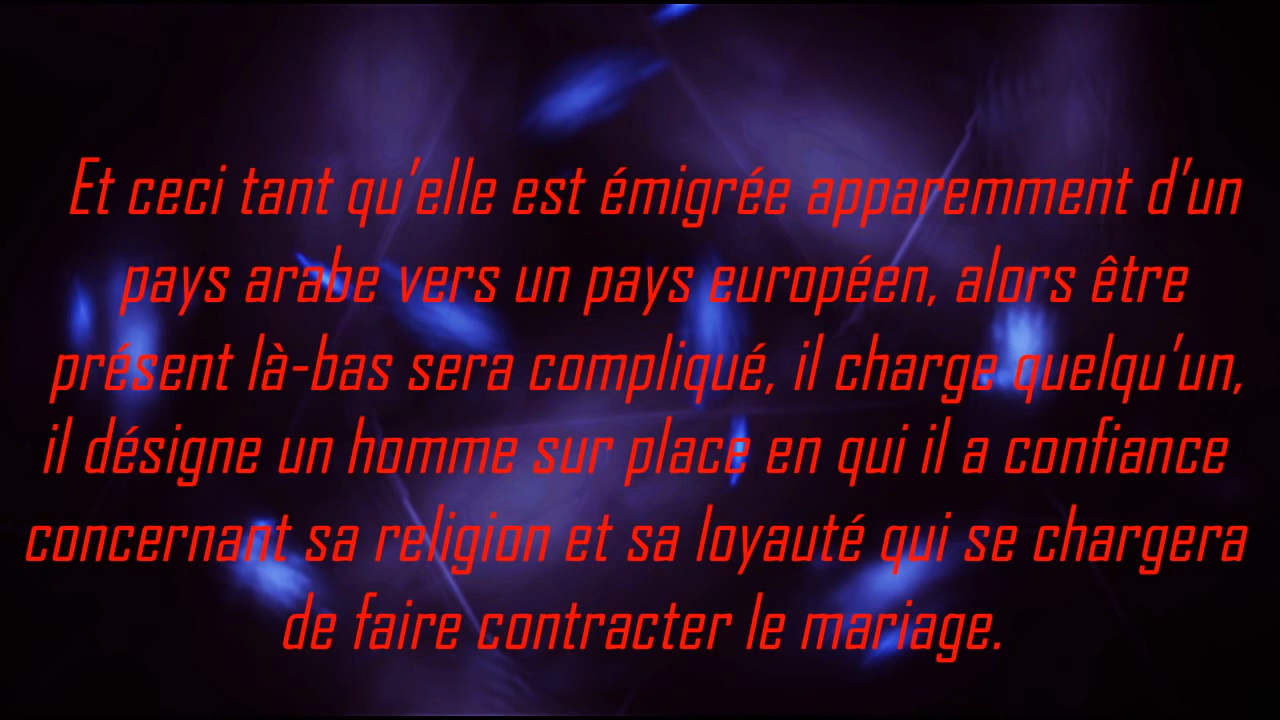 Et ceci tant qu’elle est émigrée apparemment d’un
pays arabe vers un pays européen, alors être
présent là-bas sera compliqué, il charge quelqu’un,
il désigne un homme sur place en qui il a confiance
concernant sa religion et sa loyauté qui se chargera
de faire contracter le mariage.